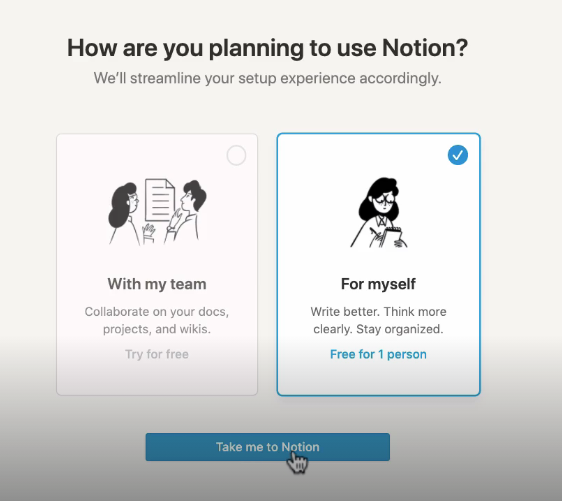 How are you planning to use Notion?
We'll streamline your setup experience accordingly.
With my team
Collaborate on your docs,
projects, and wikis.
Try for free
For myself
Write better. Think more
clearly. Stay organized.
Free for 1 person
Take me to Notion